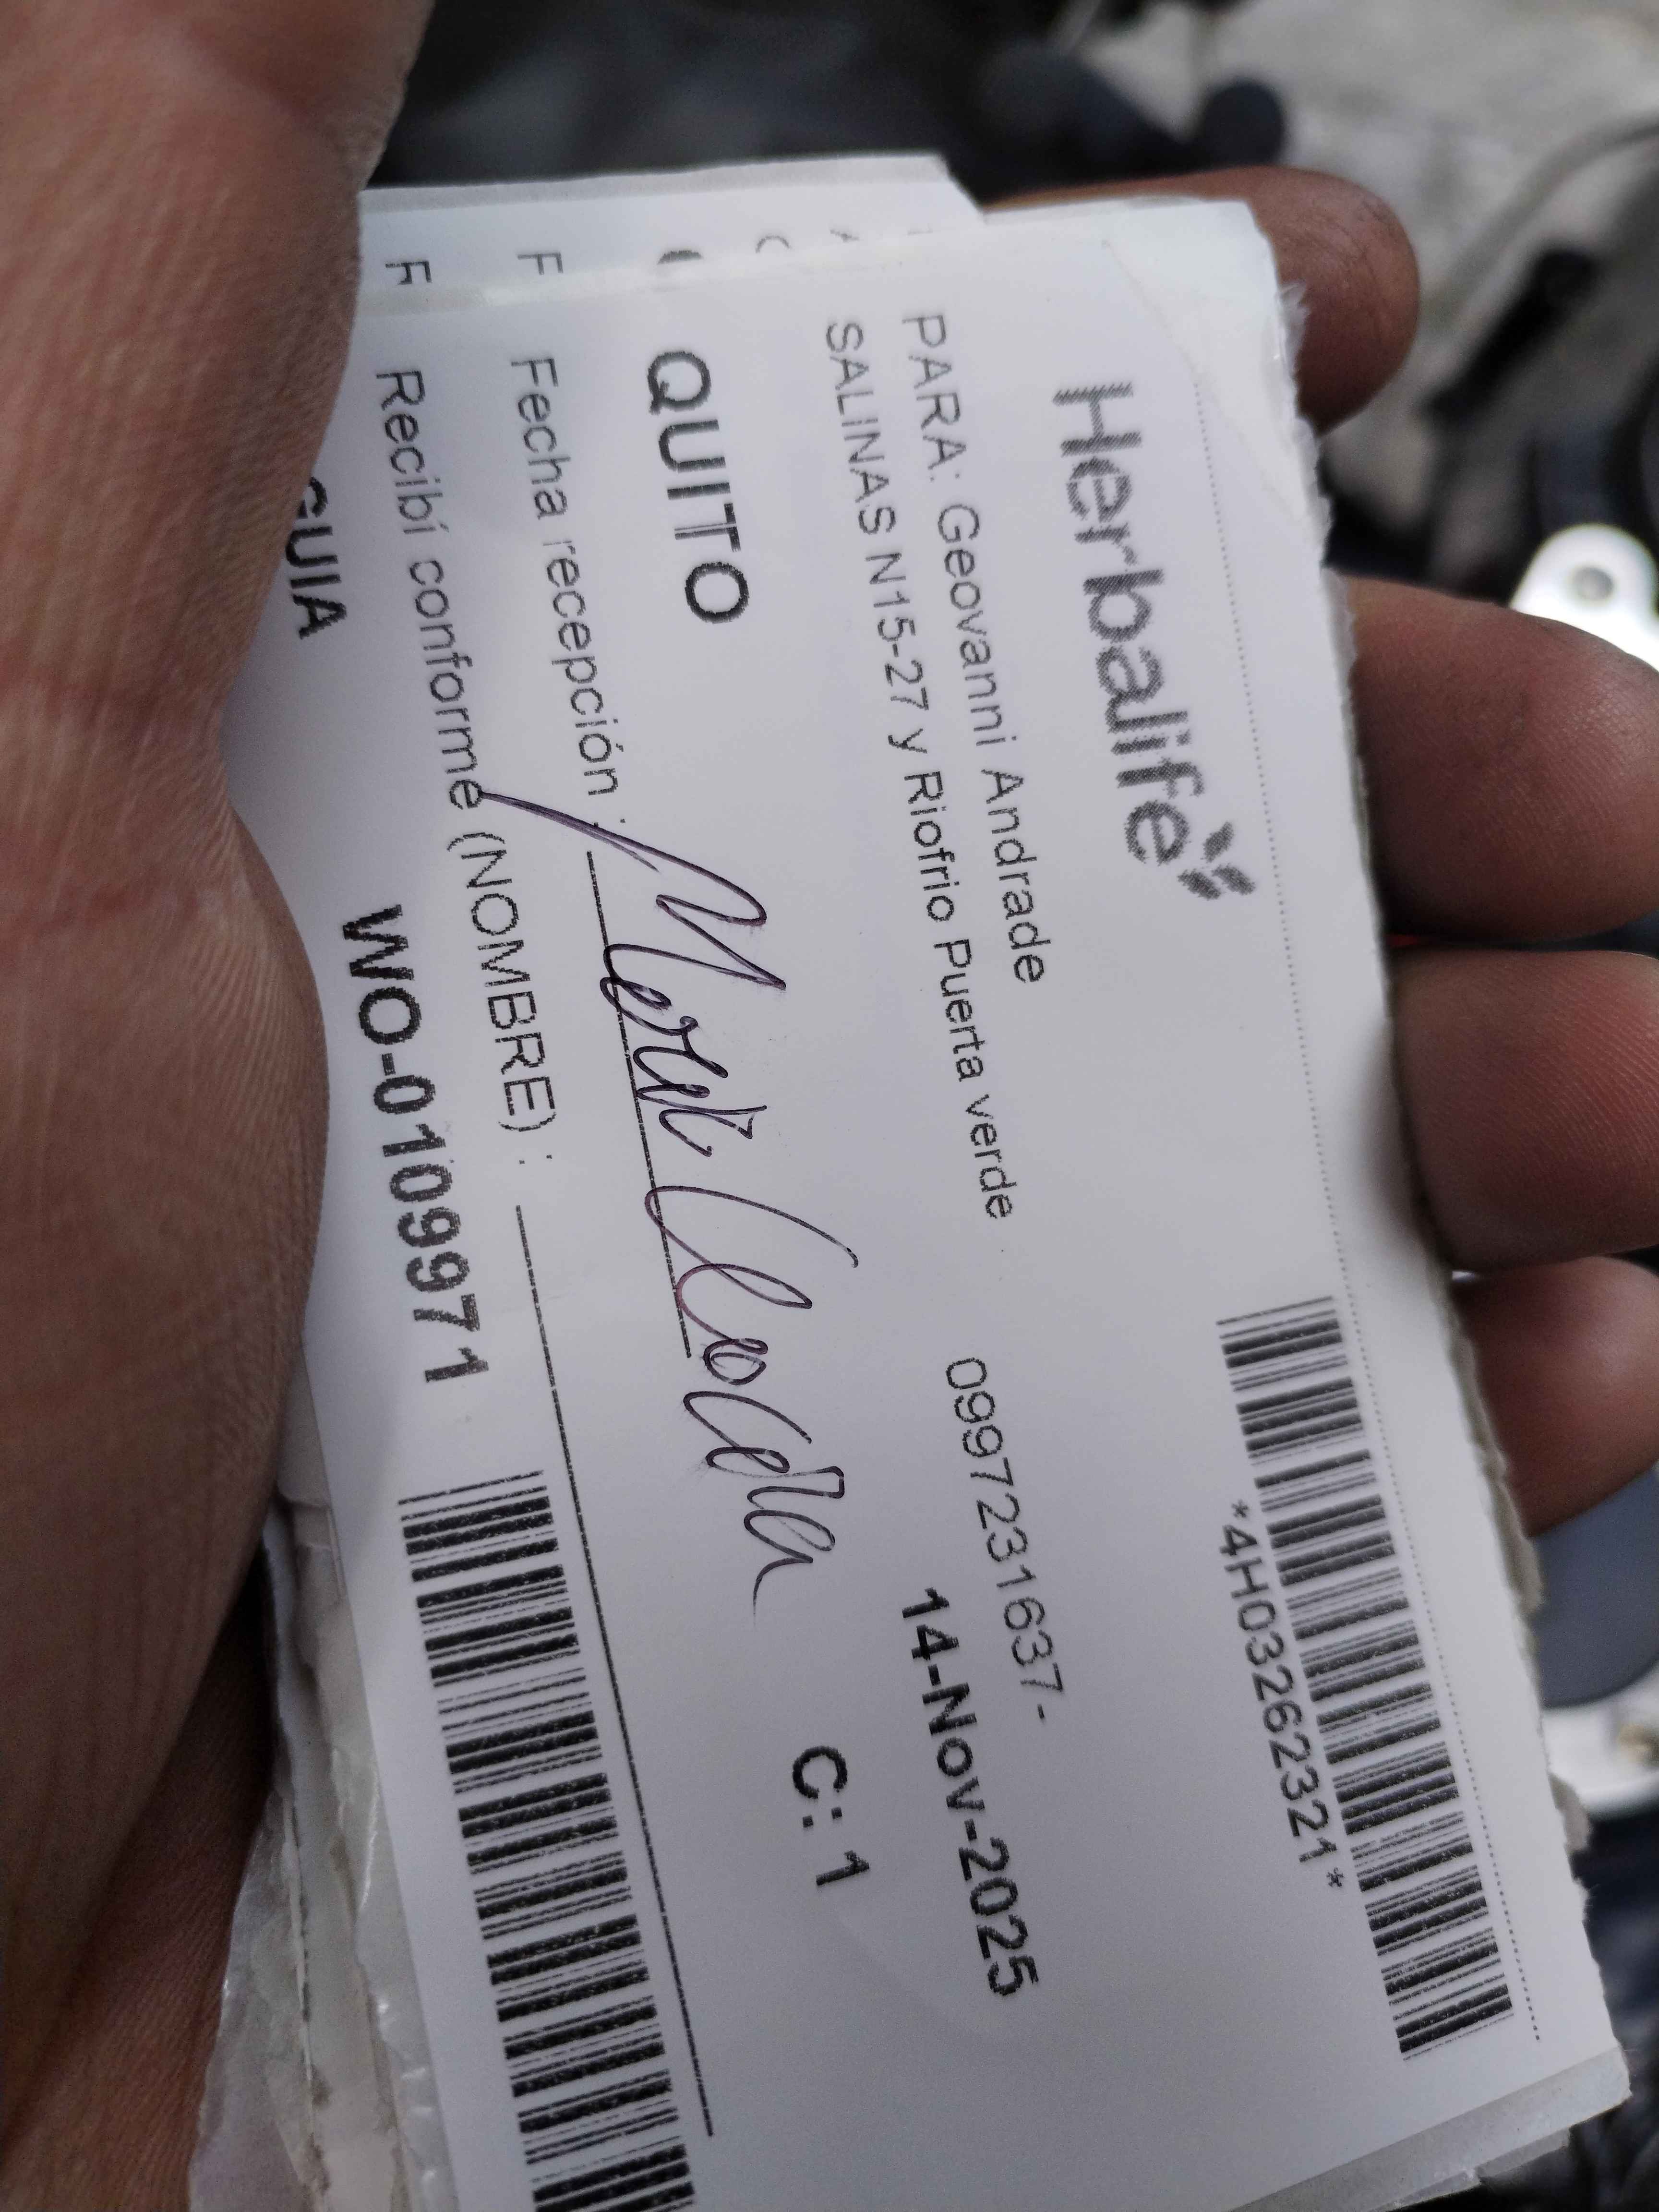 Herbalife
*4H03262321*
PARA: Geovanni Andrade
0997231637-
SALINAS N15-27 y Riofrio Puerta verde
14-Nov-2025
QUITO
C: 1
Fecha recepción :
Recibí conforme (NOMBRE) :
GUIA
WO-0109971
F
F